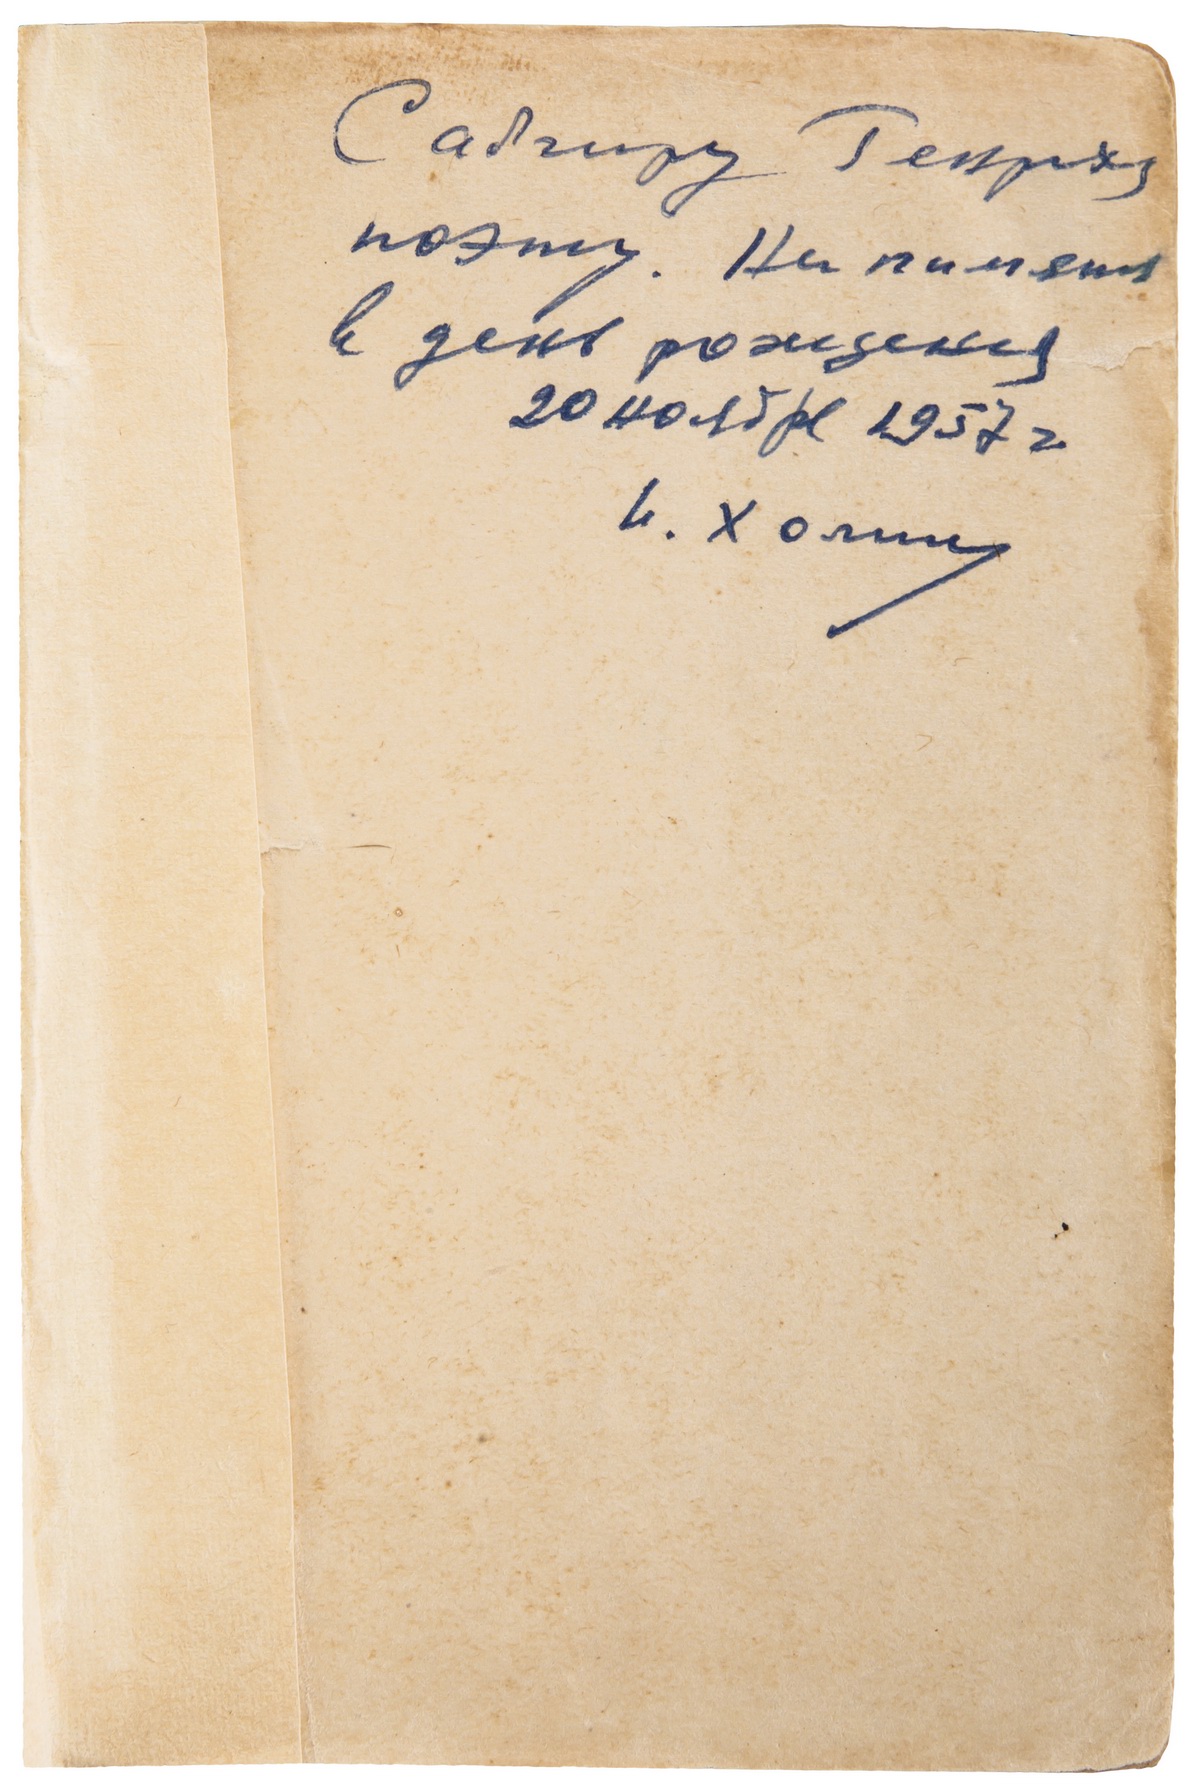 Сапгиру Генриху
поэту. На память
в день рождения
20 ноября 1957 г
И. Холин